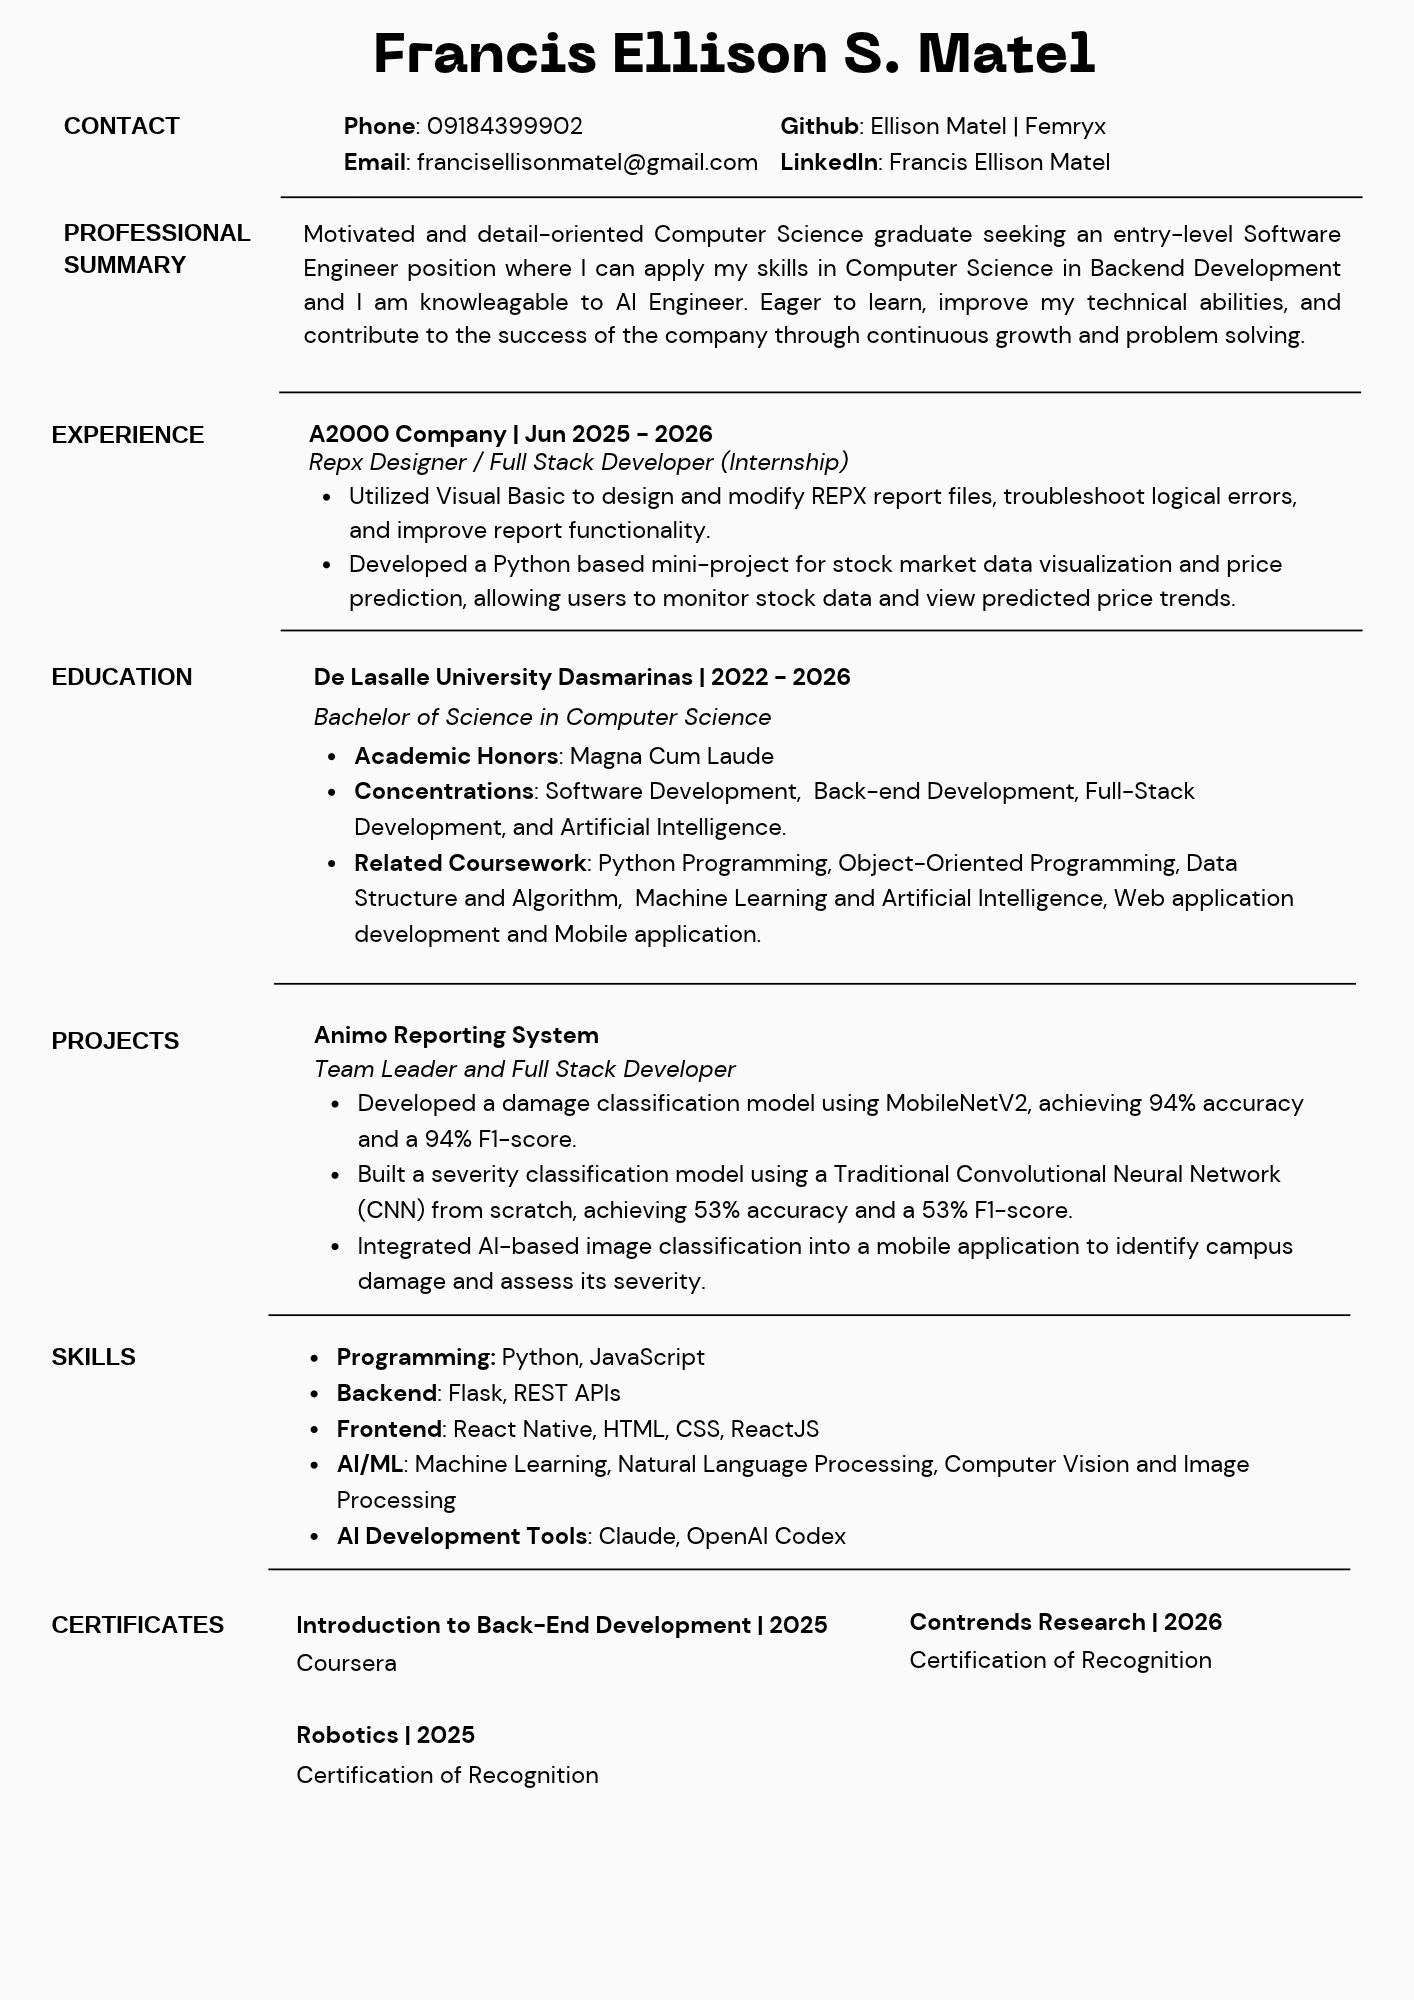 Francis Ellison S. Matel
CONTACT
Phone: 09184399902
Github: Ellison Matel | Femryx
Email: francisellisonmatel@gmail.com
LinkedIn: Francis Ellison Matel
PROFESSIONAL
SUMMARY
Motivated and detail-oriented Computer Science graduate seeking an entry-level Software
Engineer position where I can apply my skills in Computer Science in Backend Development
and I am knowleagable to AI Engineer. Eager to learn, improve my technical abilities, and
contribute to the success of the company through continuous growth and problem solving.
EXPERIENCE
A2000 Company | Jun 2025 - 2026
Repx Designer / Full Stack Developer (Internship)
• Utilized Visual Basic to design and modify REPX report files, troubleshoot logical errors,
and improve report functionality.
• Developed a Python based mini-project for stock market data visualization and price
prediction, allowing users to monitor stock data and view predicted price trends.
EDUCATION
De Lasalle University Dasmarinas | 2022 - 2026
Bachelor of Science in Computer Science
• Academic Honors: Magna Cum Laude
• Concentrations: Software Development,  Back-end Development, Full-Stack
Development, and Artificial Intelligence.
• Related Coursework: Python Programming, Object-Oriented Programming, Data
Structure and Algorithm,  Machine Learning and Artificial Intelligence, Web application
development and Mobile application.
PROJECTS
Animo Reporting System
Team Leader and Full Stack Developer
• Developed a damage classification model using MobileNetV2, achieving 94% accuracy
and a 94% F1-score.
• Built a severity classification model using a Traditional Convolutional Neural Network
(CNN) from scratch, achieving 53% accuracy and a 53% F1-score.
• Integrated AI-based image classification into a mobile application to identify campus
damage and assess its severity.
SKILLS
• Programming: Python, JavaScript
• Backend: Flask, REST APIs
• Frontend: React Native, HTML, CSS, ReactJS
• AI/ML: Machine Learning, Natural Language Processing, Computer Vision and Image
Processing
• AI Development Tools: Claude, OpenAI Codex
CERTIFICATES
Introduction to Back-End Development | 2025
Coursera
Contrends Research | 2026
Certification of Recognition
Robotics | 2025
Certification of Recognition